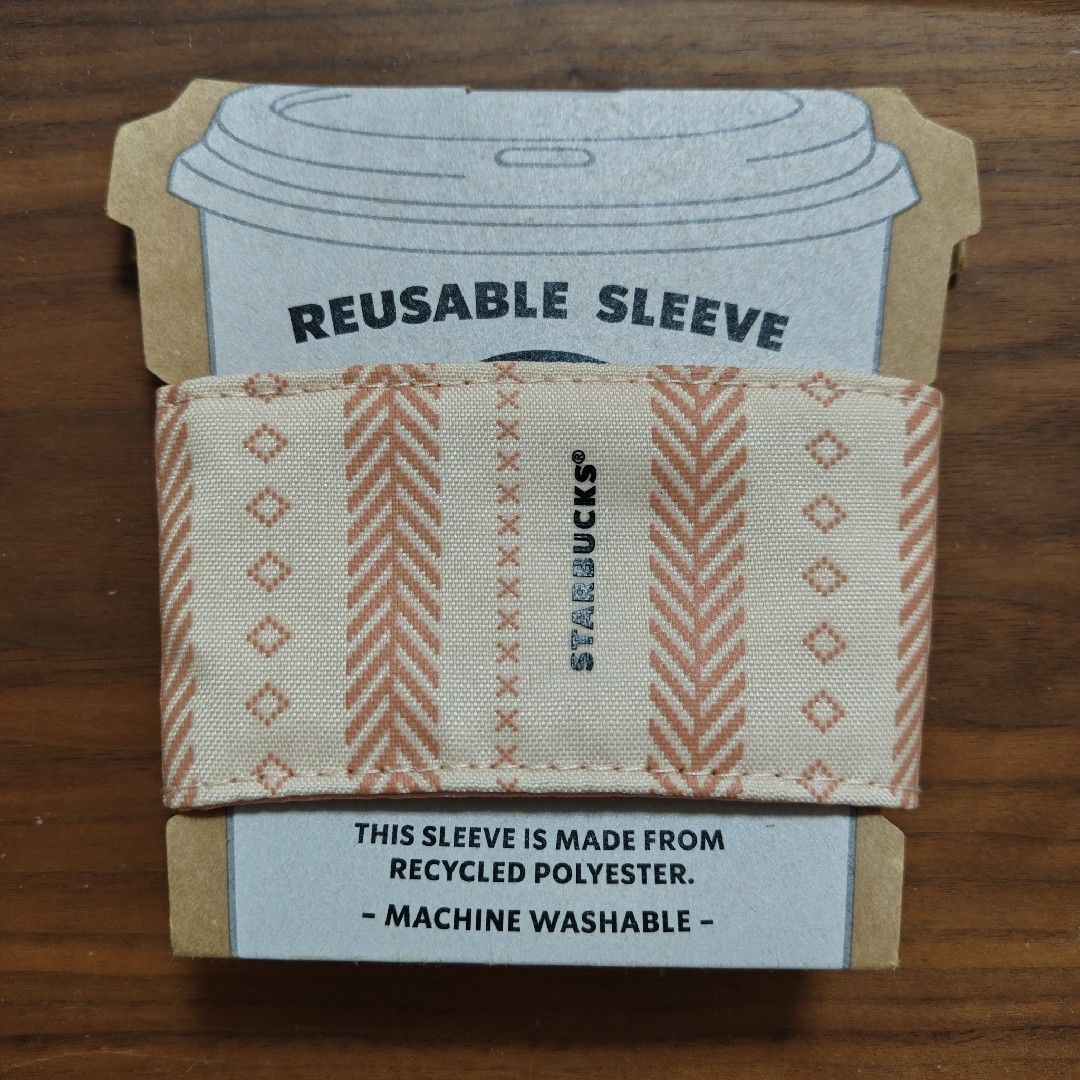 REUSABLE SLEEVE
STARBUCKS®
THIS SLEEVE IS MADE FROM
RECYCLED POLYESTER.
- MACHINE WASHABLE -